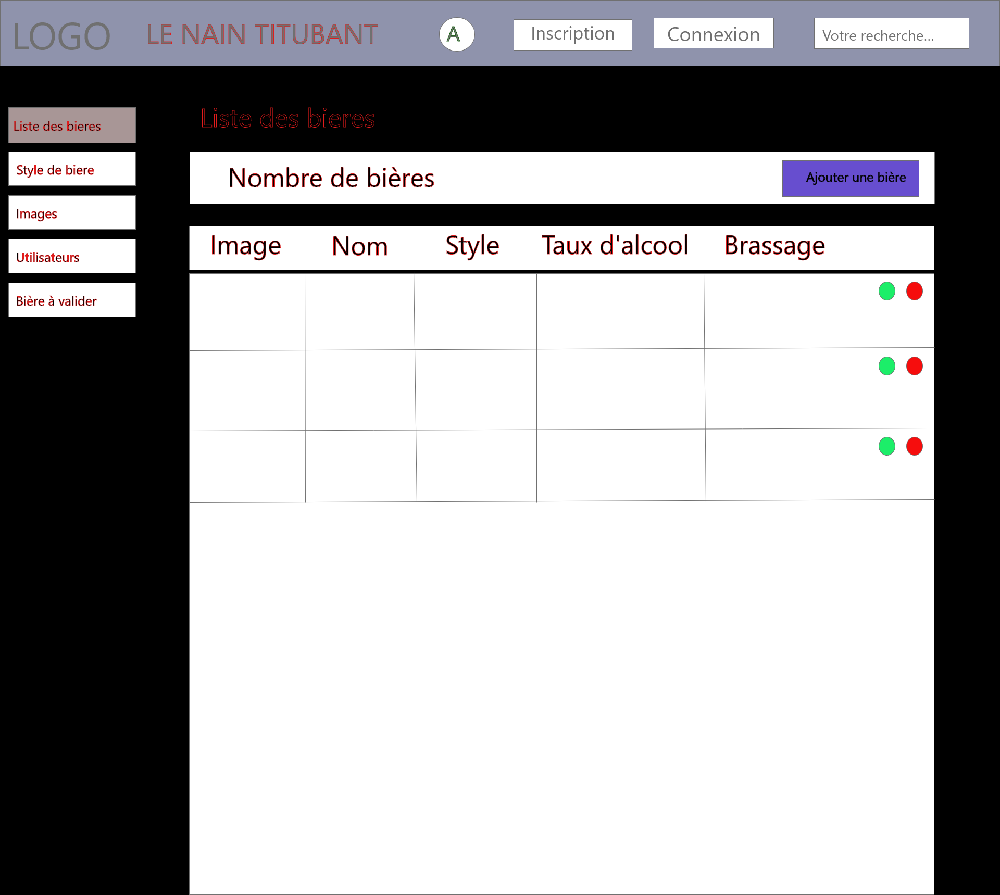 LOGO
LE NAIN TITUBANT
A
Inscription
Connexion
Votre recherche...
Liste des bieres
Style de biere
Images
Utilisateurs
Bière à valider
Liste des bieres
Nombre de bières
Ajouter une bière
Image Nom Style Taux d'alcool Brassage